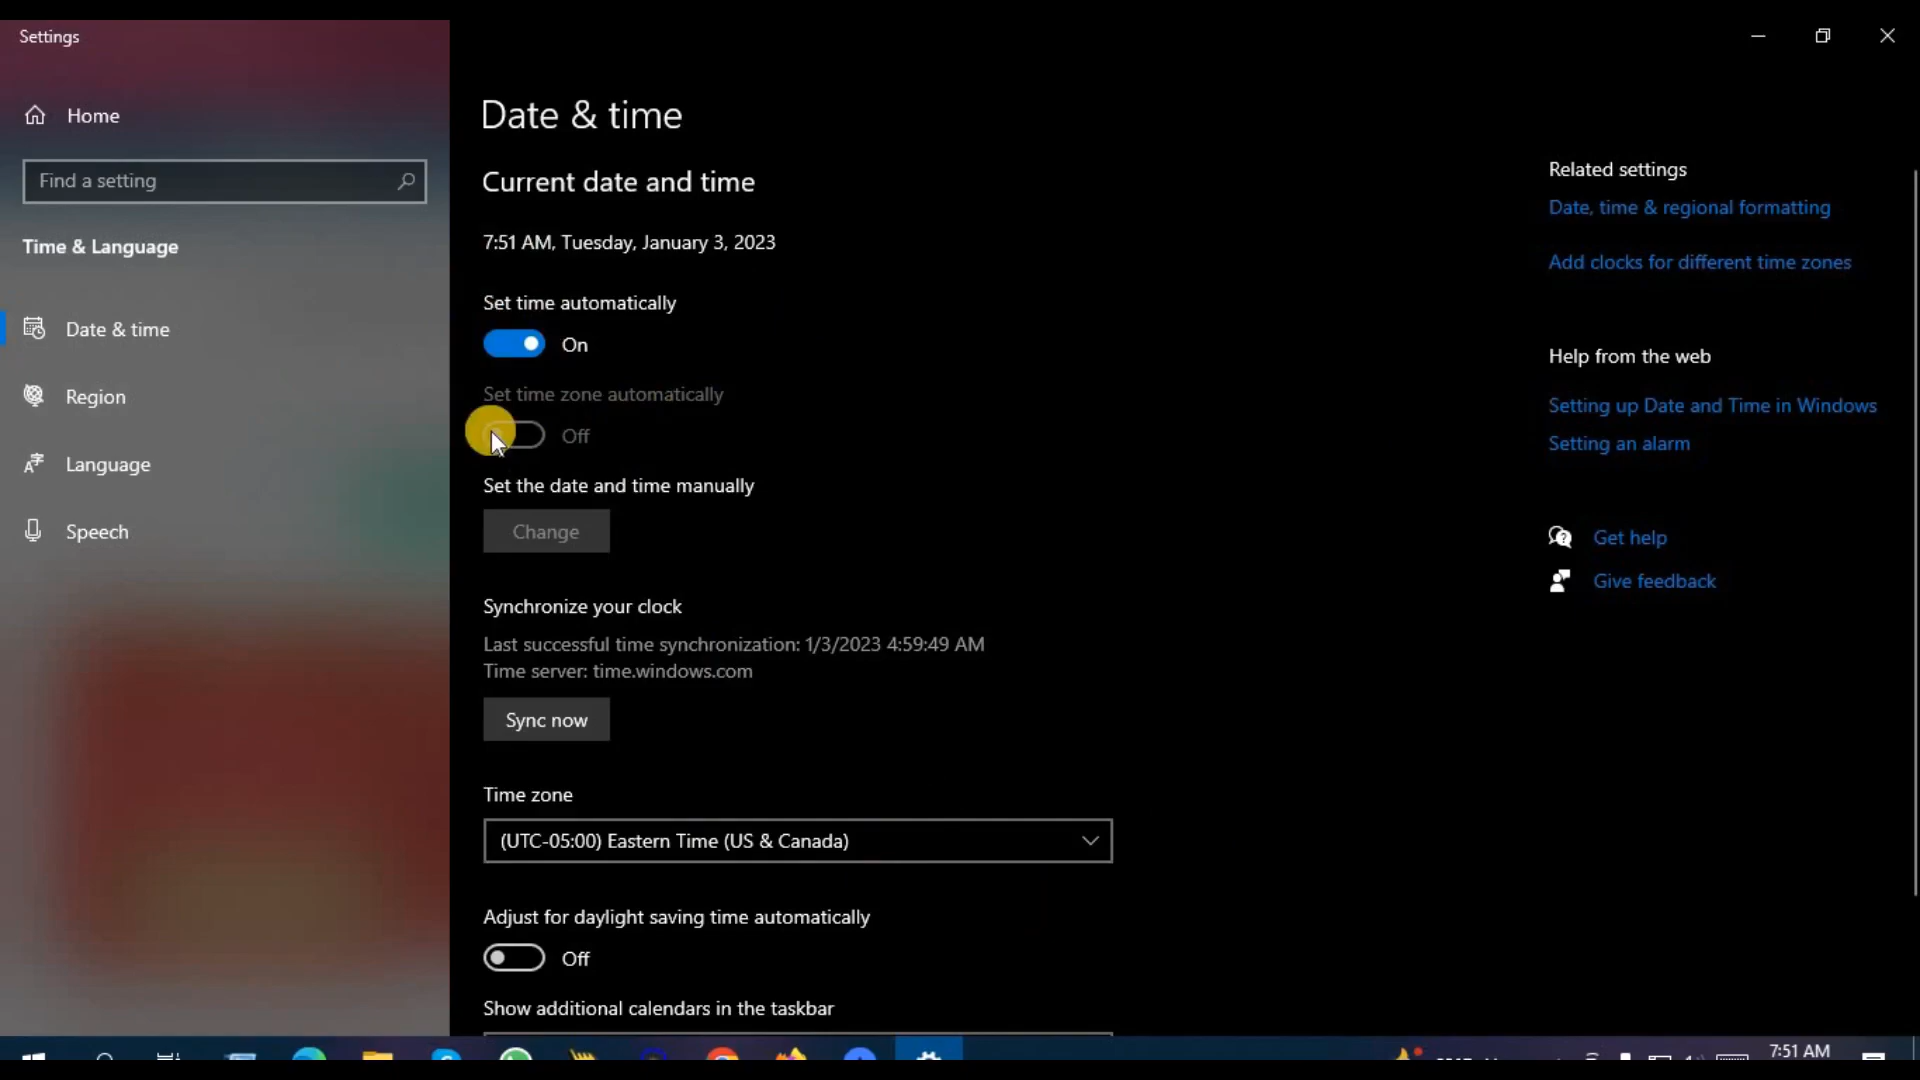 Settings
Home
Find a setting
Time & Language
Date & time
Region
Language
Speech
Date & time
Current date and time
7:51 AM, Tuesday, January 3, 2023
Set time automatically
On
Set time zone automatically
Off
Set the date and time manually
Change
Synchronize your clock
Last successful time synchronization: 1/3/2023 4:59:49 AM
Time server: time.windows.com
Sync now
Time zone
(UTC-05:00) Eastern Time (US & Canada)
Adjust for daylight saving time automatically
Off
Show additional calendars in the taskbar
Related settings
Date, time & regional formatting
Add clocks for different time zones
Help from the web
Setting up Date and Time in Windows
Setting an alarm
Get help
Give feedback
7:51 AM